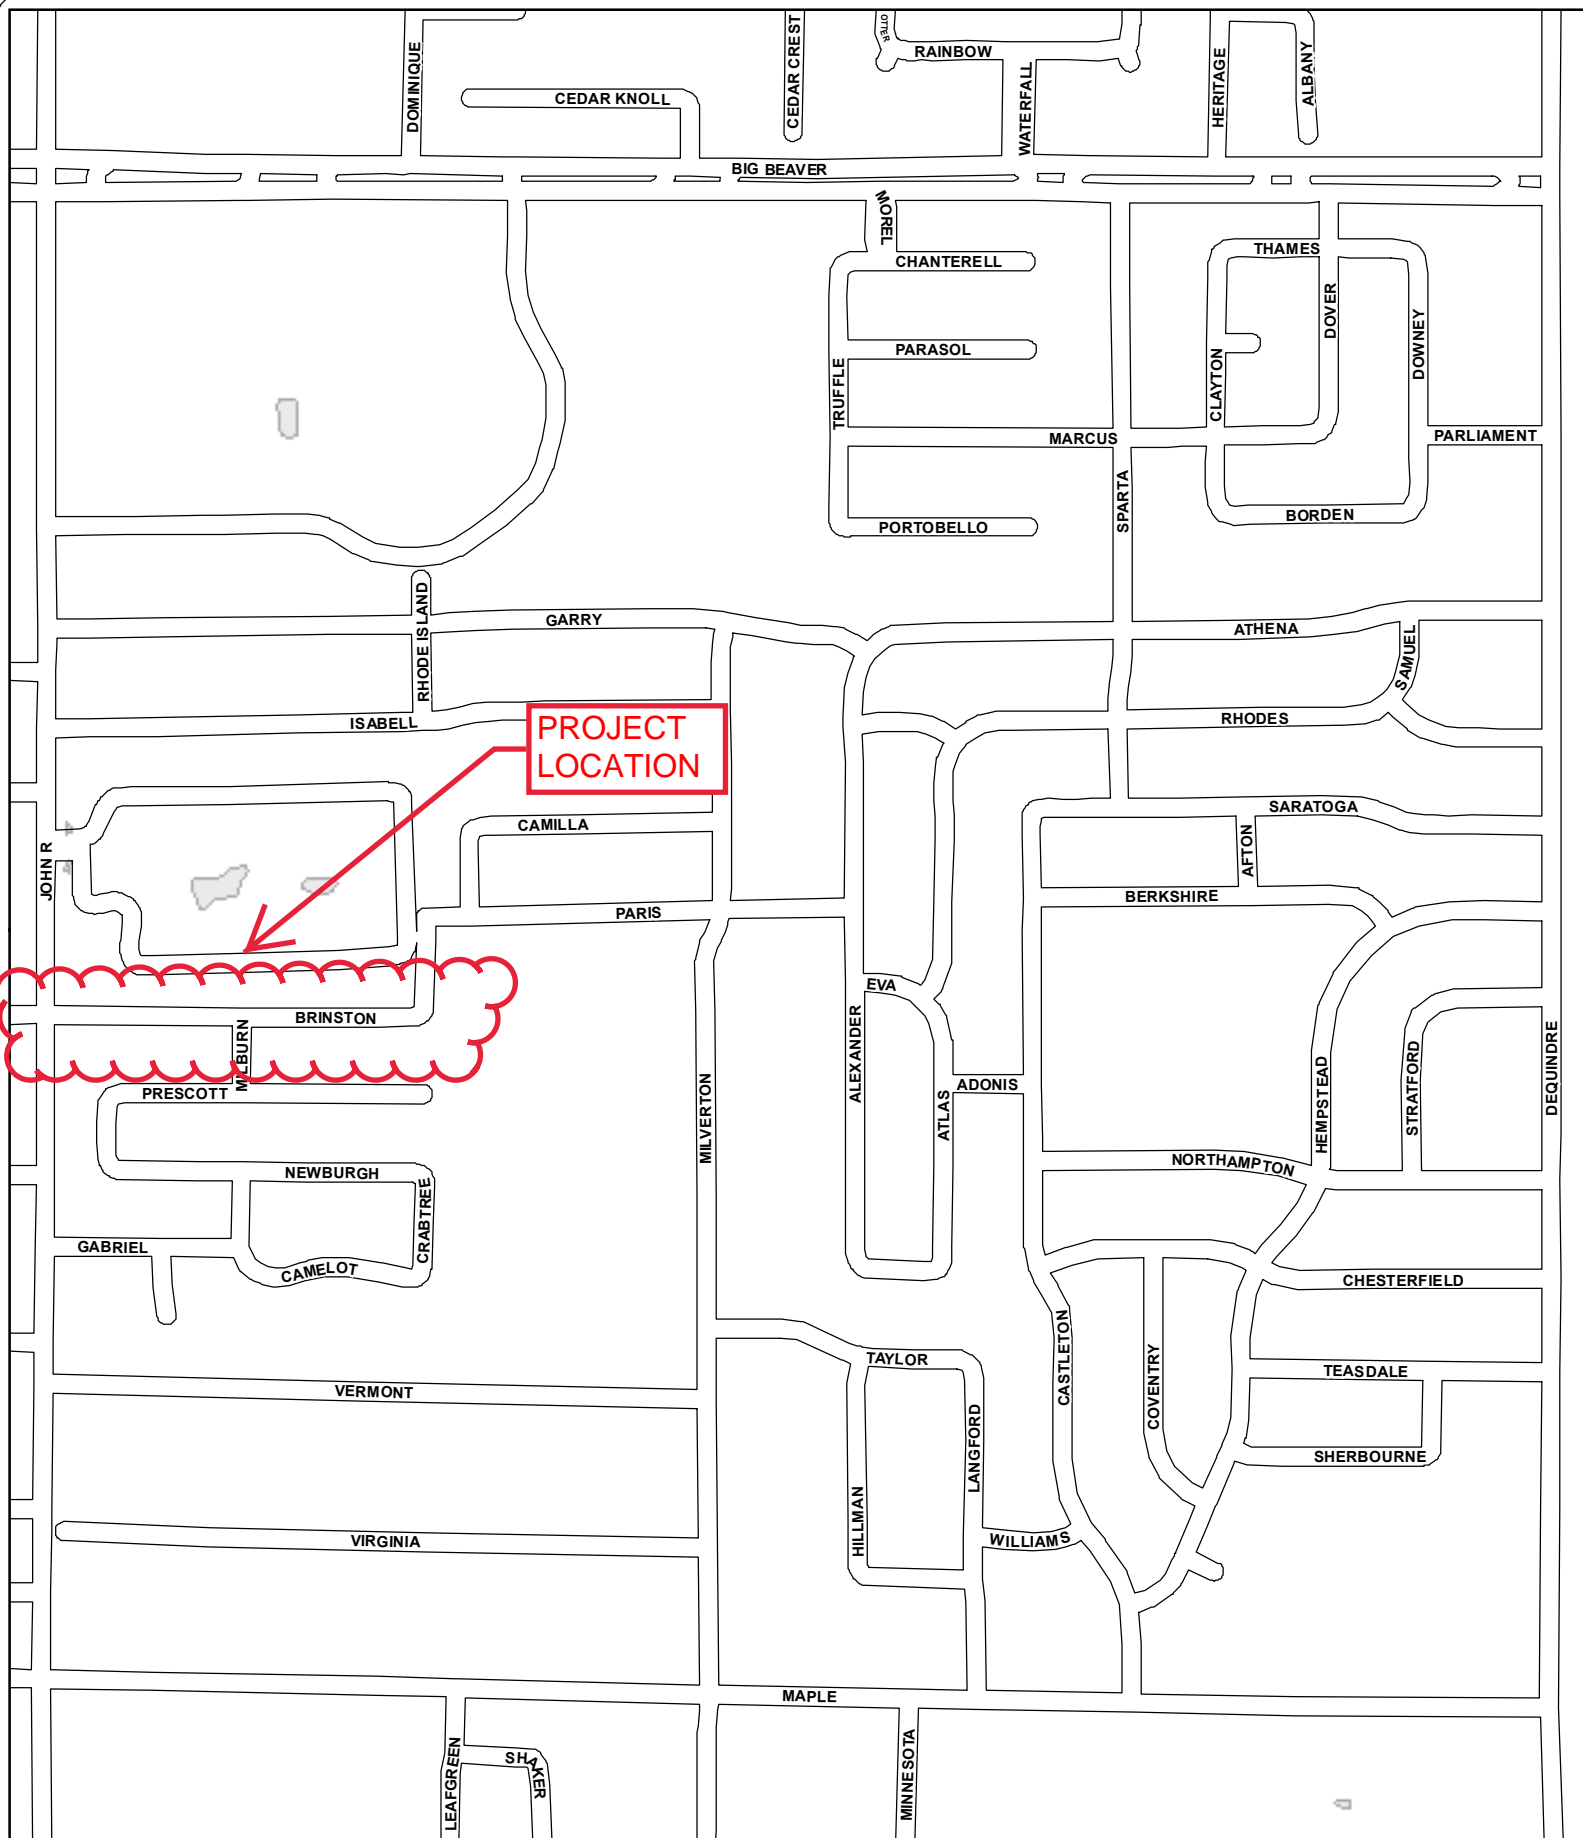 OTTER
RAINBOW
DOMINIQUE
CEDAR CREST
CEDAR KNOLL
WATERFALL
HERITAGE
ALBANY
BIG BEAVER
MOREL
CHANTERELL
THAMES
DOVER
DOWNEY
PARASOL
TRUFFLE
CLAYTON
MARCUS
PARLIAMENT
SPARTA
PORTOBELLO
BORDEN
RHODE ISLAND
GARRY
ATHENA
SAMUEL
ISABELL
RHODES
PROJECT
LOCATION
CAMILLA
SARATOGA
JOHN R
AFTON
BERKSHIRE
PARIS
EVA
BRINSTON
MILBURN
ALEXANDER
PRESCOTT
ADONIS
ATLAS
MILVERTON
HEMPSTEAD
STRATFORD
DEQUINDRE
NEWBURGH
NORTHAMPTON
CRABTREE
GABRIEL
CAMELOT
CHESTERFIELD
TAYLOR
CASTLETON
COVENTRY
TEASDALE
VERMONT
LANGFORD
SHERBOURNE
HILLMAN
VIRGINIA
WILLIAMS
MAPLE
LEAFGREEN
SHAKER
MINNESOTA